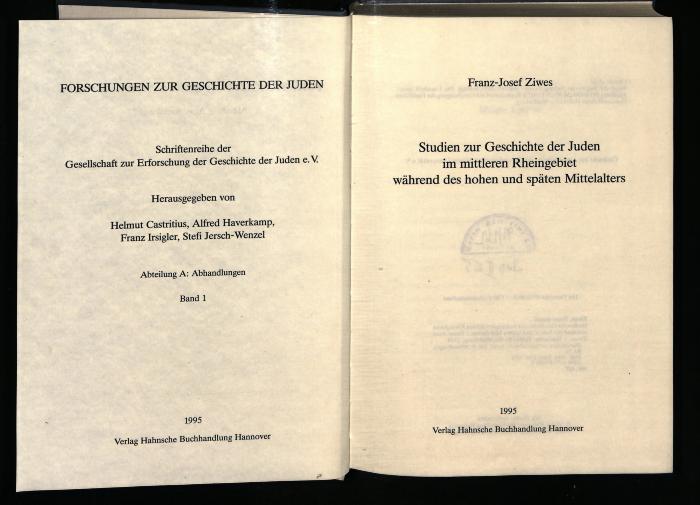 FORSCHUNGEN ZUR GESCHICHTE DER JUDEN
Schriftenreihe der
Gesellschaft zur Erforschung der Geschichte der Juden e.V.
Herausgegeben von
Helmut Castritius, Alfred Haverkamp,
Franz Irsigler, Stefi Jersch-Wenzel
Abteilung A: Abhandlungen
Band 1
1995
Verlag Hahnsche Buchhandlung Hannover
Franz-Josef Ziwes
Studien zur Geschichte der Juden
im mittleren Rheingebiet
während des hohen und späten Mittelalters
1995
Verlag Hahnsche Buchhandlung Hannover